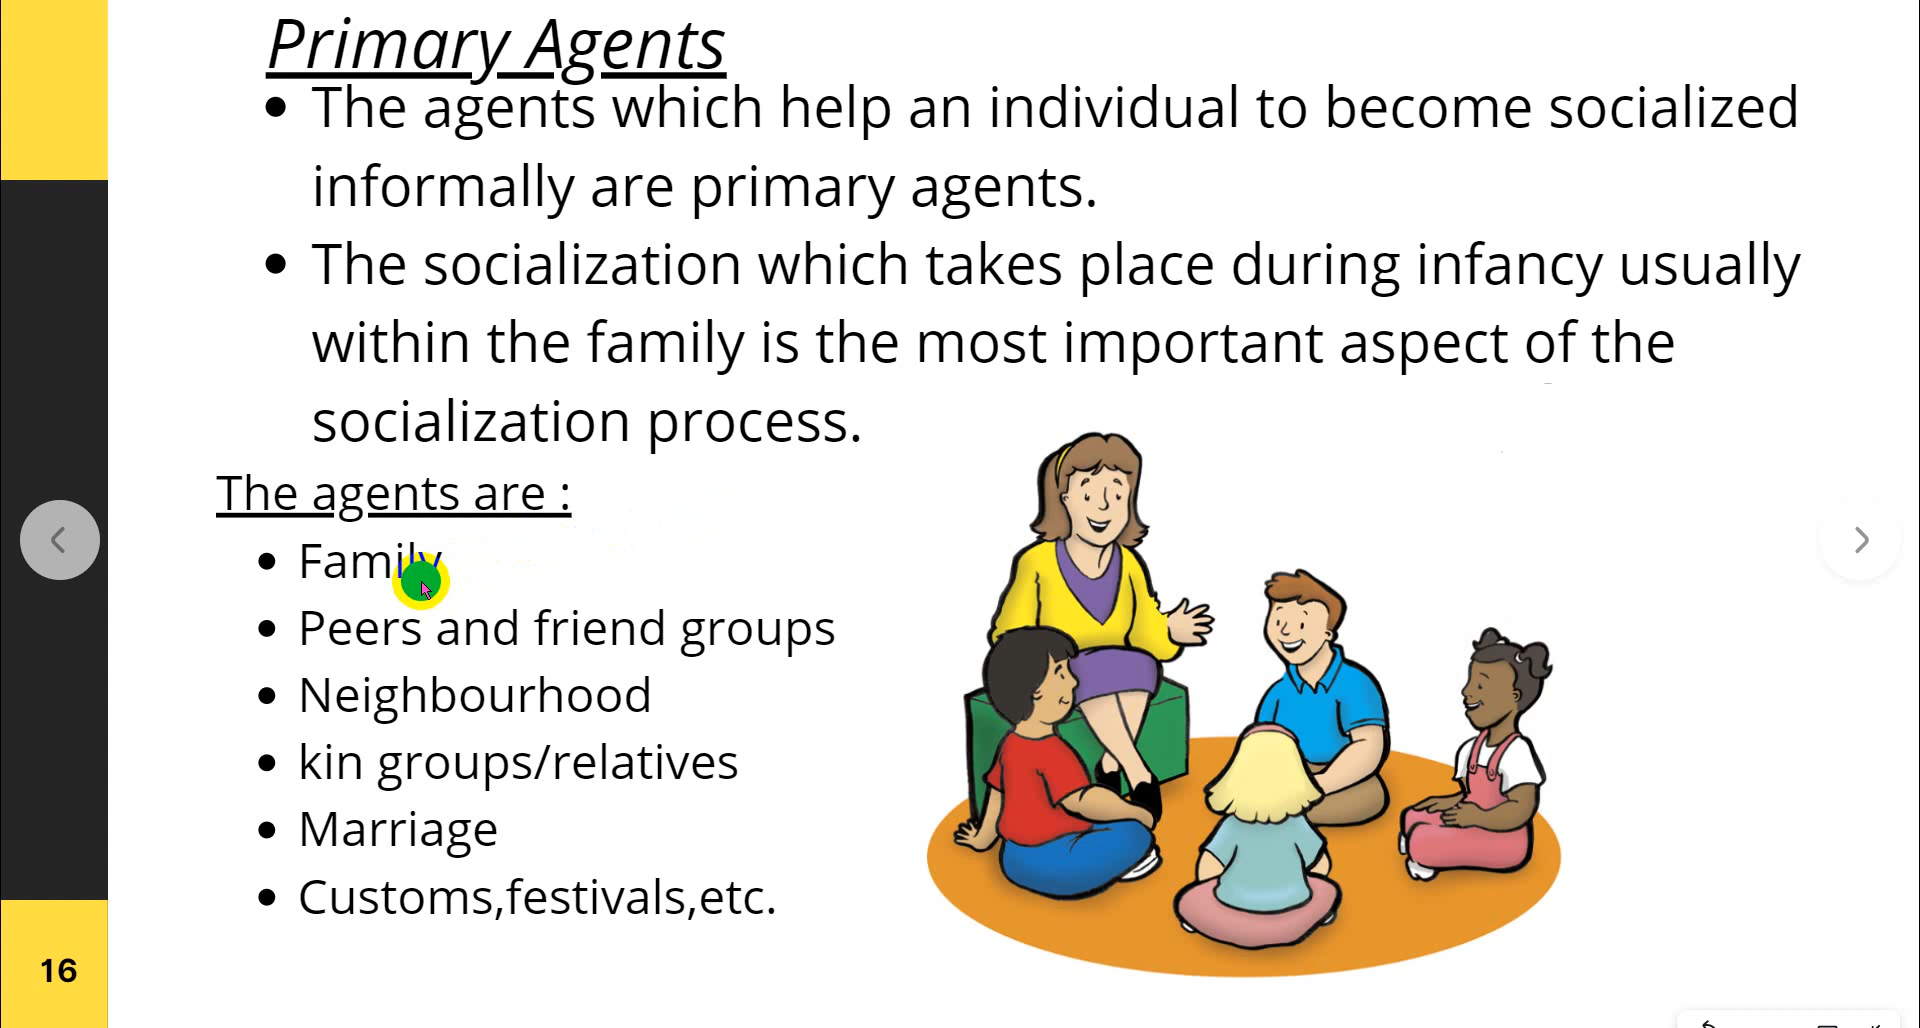 Primary Agents
• The agents which help an individual to become socialized
informally are primary agents.
• The socialization which takes place during infancy usually
within the family is the most important aspect of the
socialization process.
The agents are :
• Family
• Peers and friend groups
• Neighbourhood
• kin groups/relatives
• Marriage
• Customs,festivals,etc.
16